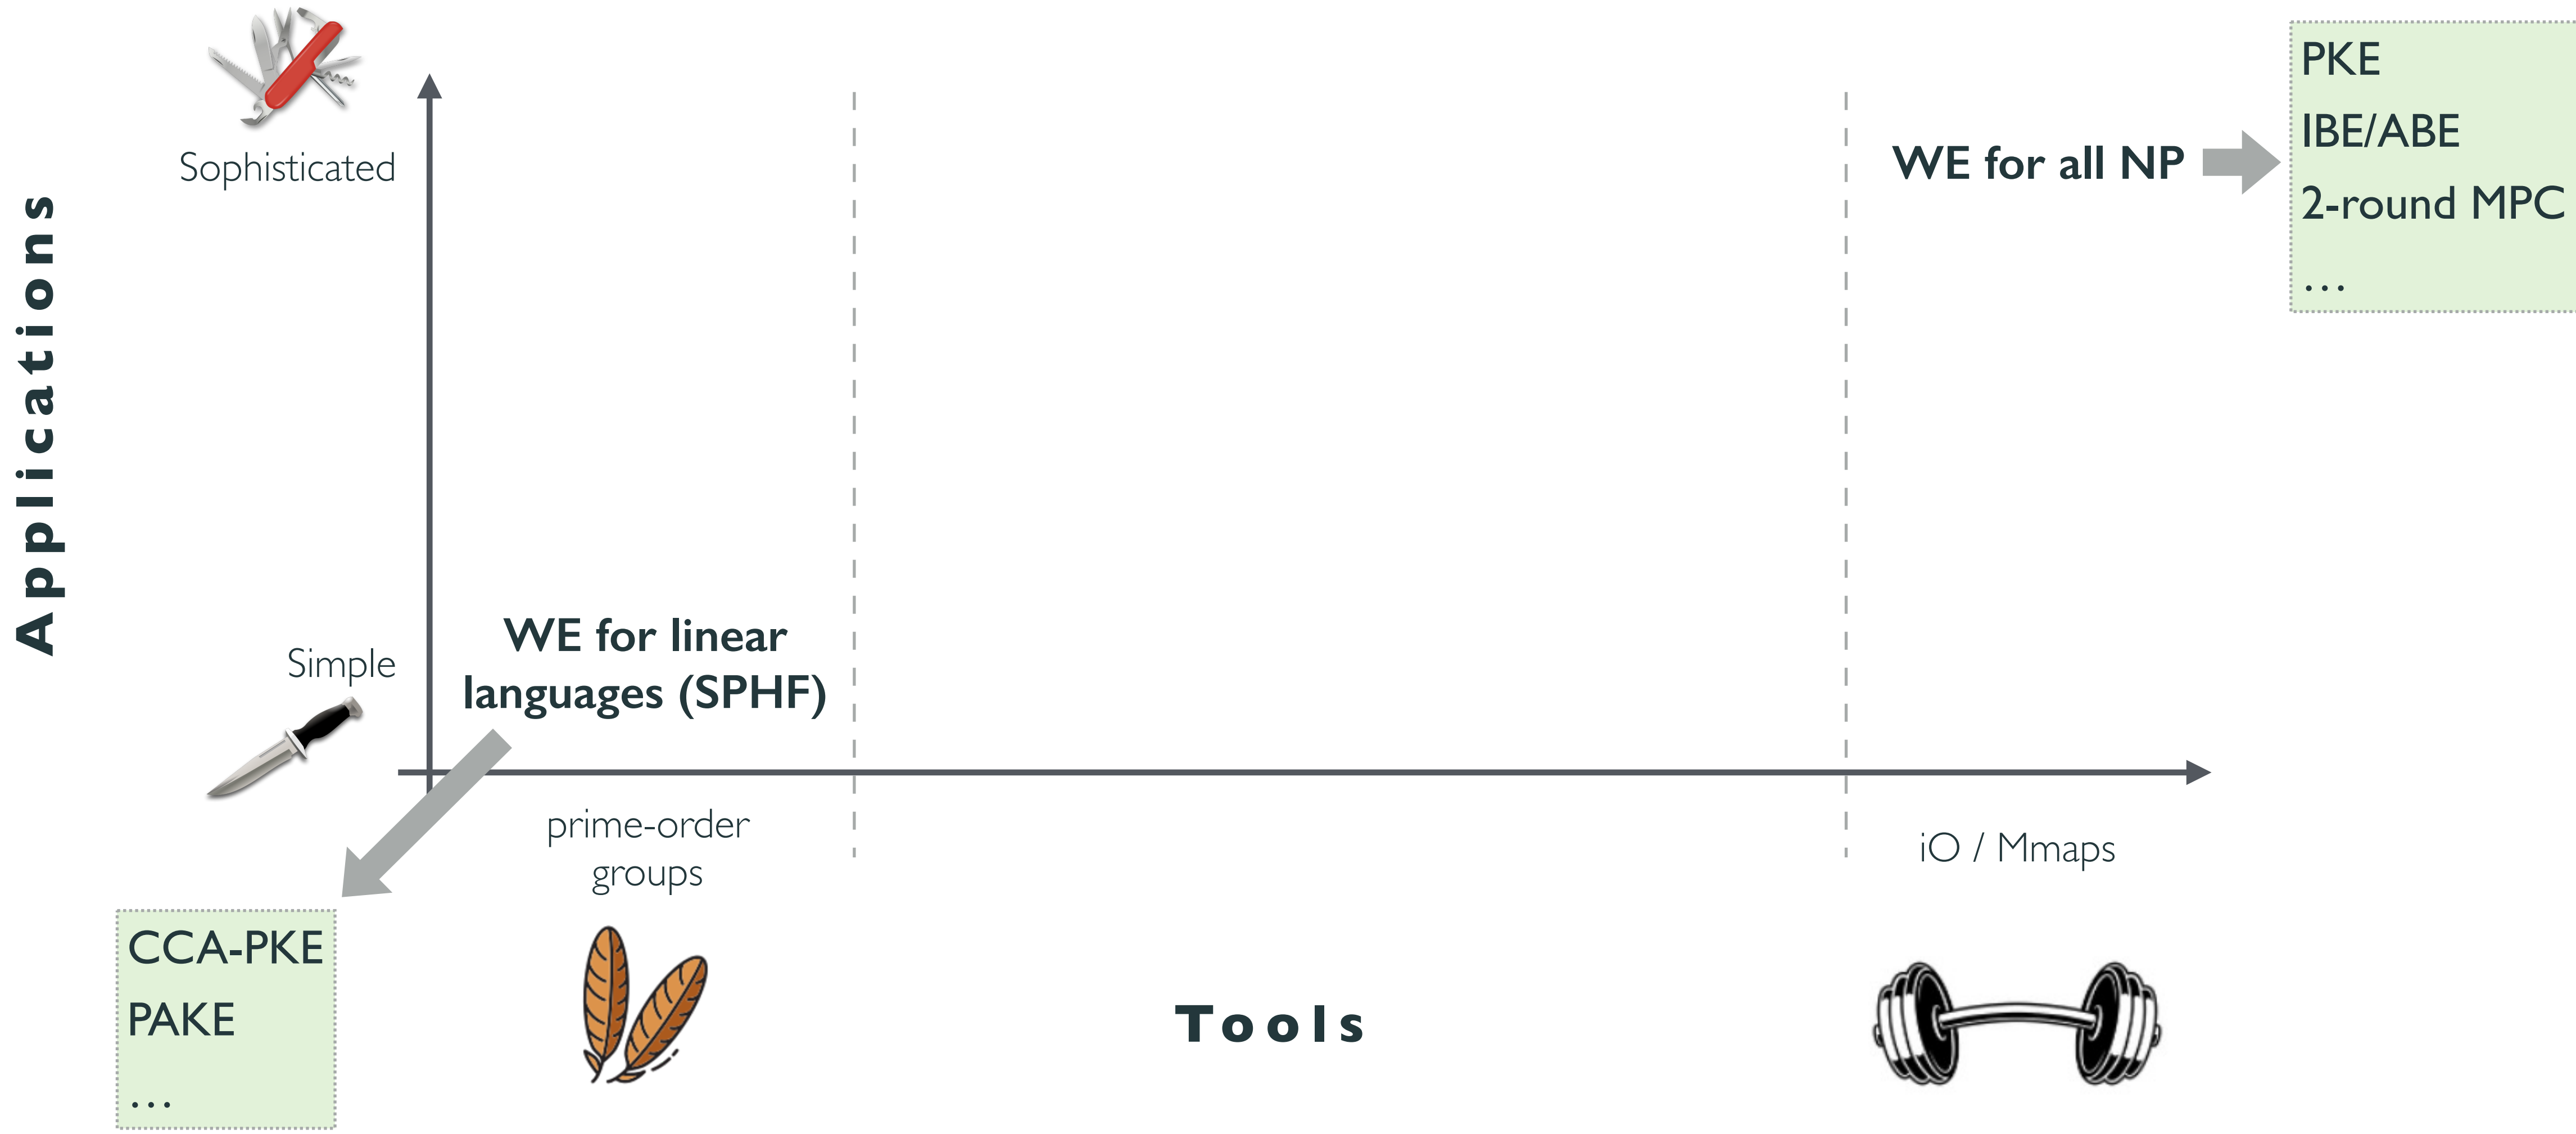 Applications
Sophisticated
Simple
WE for linear
languages (SPHF)
WE for all NP
PKE
IBE/ABE
2-round MPC
…
prime-order
groups
iO / Mmaps
CCA-PKE
PAKE
…
Tools